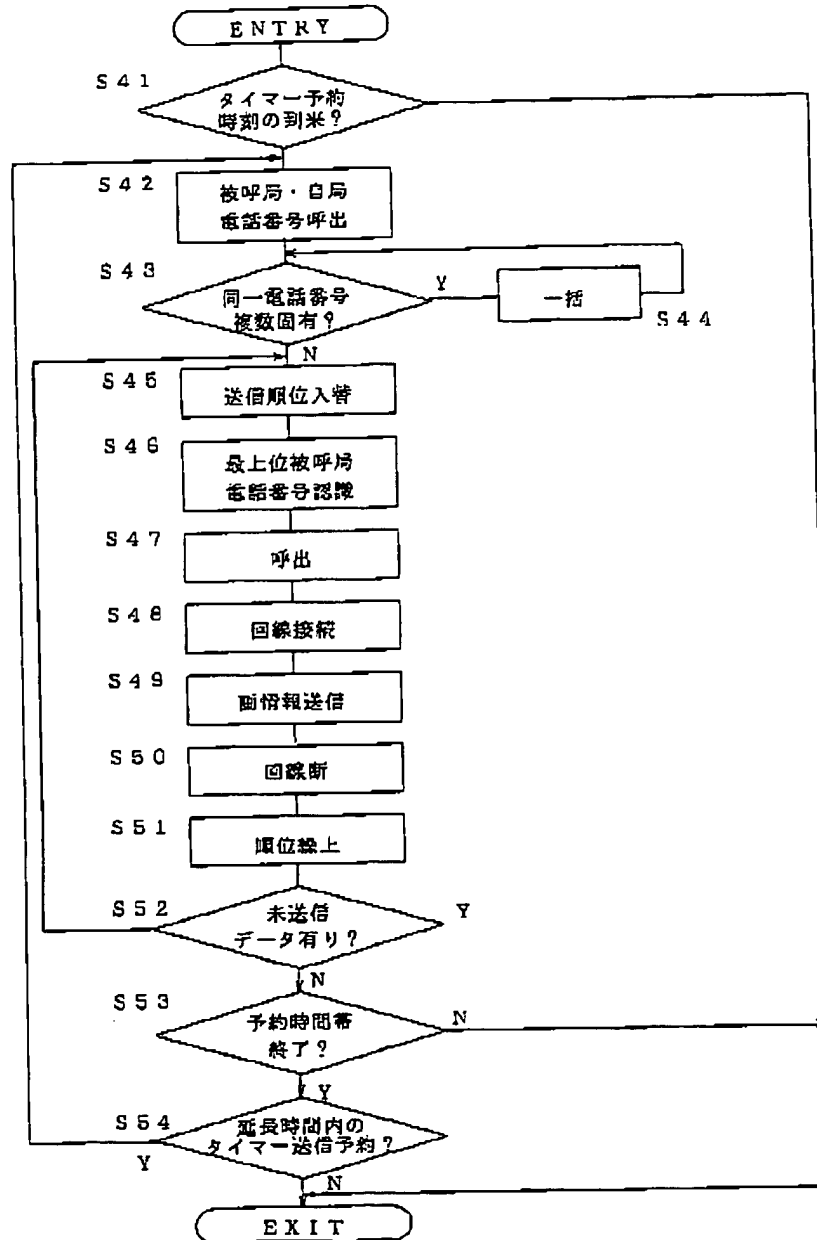 ENTRY
S41
タイマー予約
時刻の到米?
S42
被呼局・自局
電話番号呼出
S43
同一電話番号
複数固有?
Y
一括
S44
N
S45
送信順位入替
S46
最上位被呼局
電話番号認識
S47
呼出
S48
回線接続
S49
画情報送信
S50
回線断
S51
順位繰上
S52
未送信
データ有り?
Y
N
S53
予約時間帯
終了?
N
Y
S54
延長時間内の
タイマー送信予約?
Y
N
EXIT